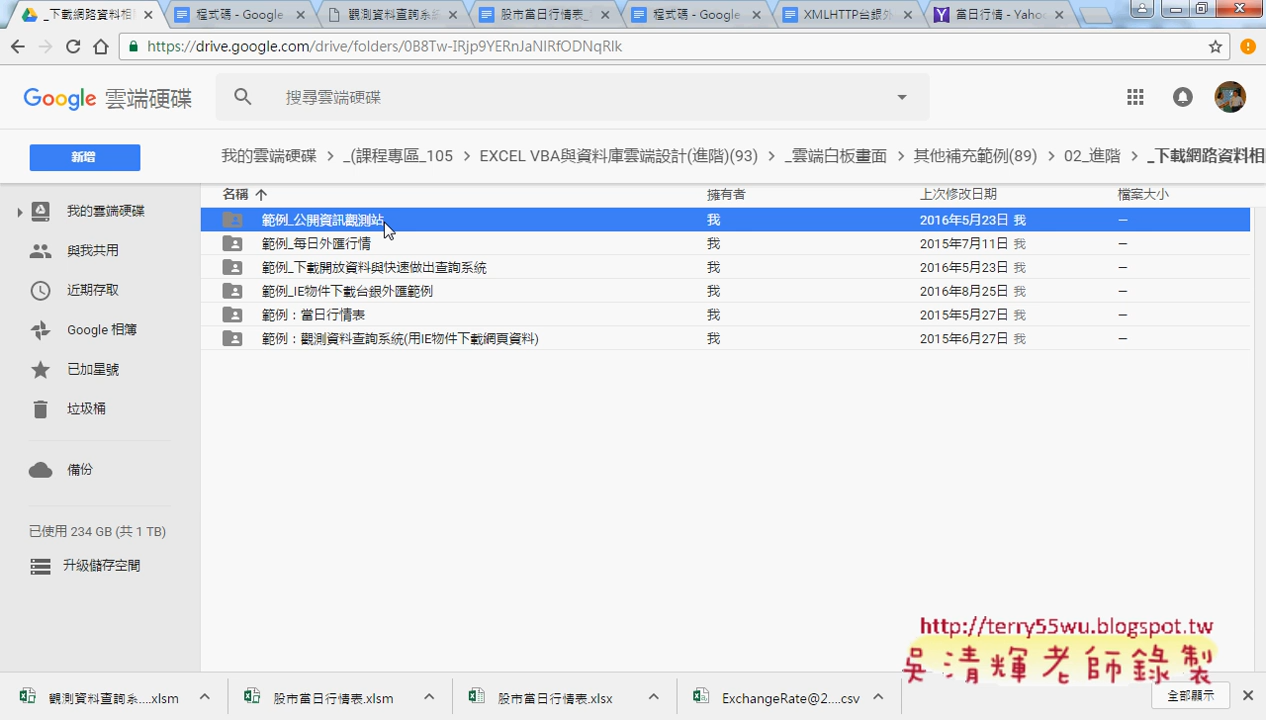 _下載網路資料相
程式碼 - Google
觀測資料查詢系統
股市當日行情表_
程式碼 - Google
XMLHTTP台銀外
當日行情 - Yahoo
https://drive.google.com/drive/folders/0B8Tw-IRjp9YERnJaNlRfODNqRlk
Google 雲端硬碟
搜尋雲端硬碟
新增
我的雲端硬碟 > _(課程專區_105 > EXCEL VBA與資料庫雲端設計(進階)(93) > _雲端白板畫面 > 其他補充範例(89) > 02_進階 > _下載網路資料相
名稱 ↑ 擁有者 上次修改日期 檔案大小
範例_公開資訊觀測站 我 2016年5月23日 我 —
範例_每日外匯行情 我 2015年7月11日 我 —
範例_下載開放資料與快速做出查詢系統 我 2016年5月23日 我 —
範例_IE物件下載台銀外匯範例 我 2016年8月25日 我 —
範例：當日行情表 我 2015年5月27日 我 —
範例：觀測資料查詢系統(用IE物件下載網頁資料) 我 2015年6月27日 我 —
我的雲端硬碟
與我共用
近期存取
Google 相簿
已加星號
垃圾桶
備份
已使用 234 GB (共 1 TB)
升級儲存空間
http://terry55wu.blogspot.tw
吳清輝老師錄製
觀測資料查詢系....xlsm
股市當日行情表.xlsm
股市當日行情表.xlsx
ExchangeRate@2....csv
全部顯示